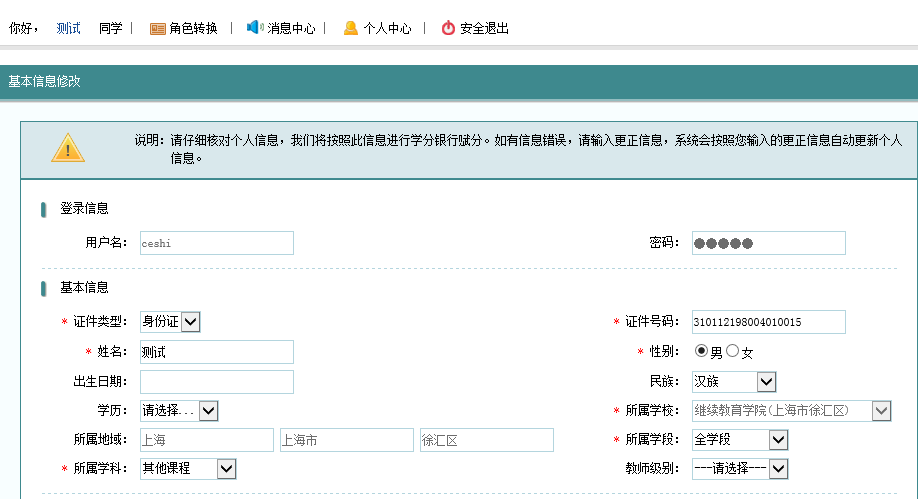 你好， 测试 同学 | 角色转换 | 消息中心 | 个人中心 | 安全退出
基本信息修改
说明：请仔细核对个人信息，我们将按照此信息进行学分银行赋分。如有信息错误，请输入更正信息，系统会按照您输入的更正信息自动更新个人
信息。
登录信息
用户名： ceshi 密码： ●●●●●
基本信息
* 证件类型： 身份证 * 证件号码： 310112198004010015
* 姓名： 测试 * 性别： 男 女
出生日期： 民族： 汉族
学历： 请选择... * 所属学校： 继续教育学院(上海市徐汇区)
所属地域： 上海 上海市 徐汇区 * 所属学段： 全学段
* 所属学科： 其他课程 教师级别： ---请选择---